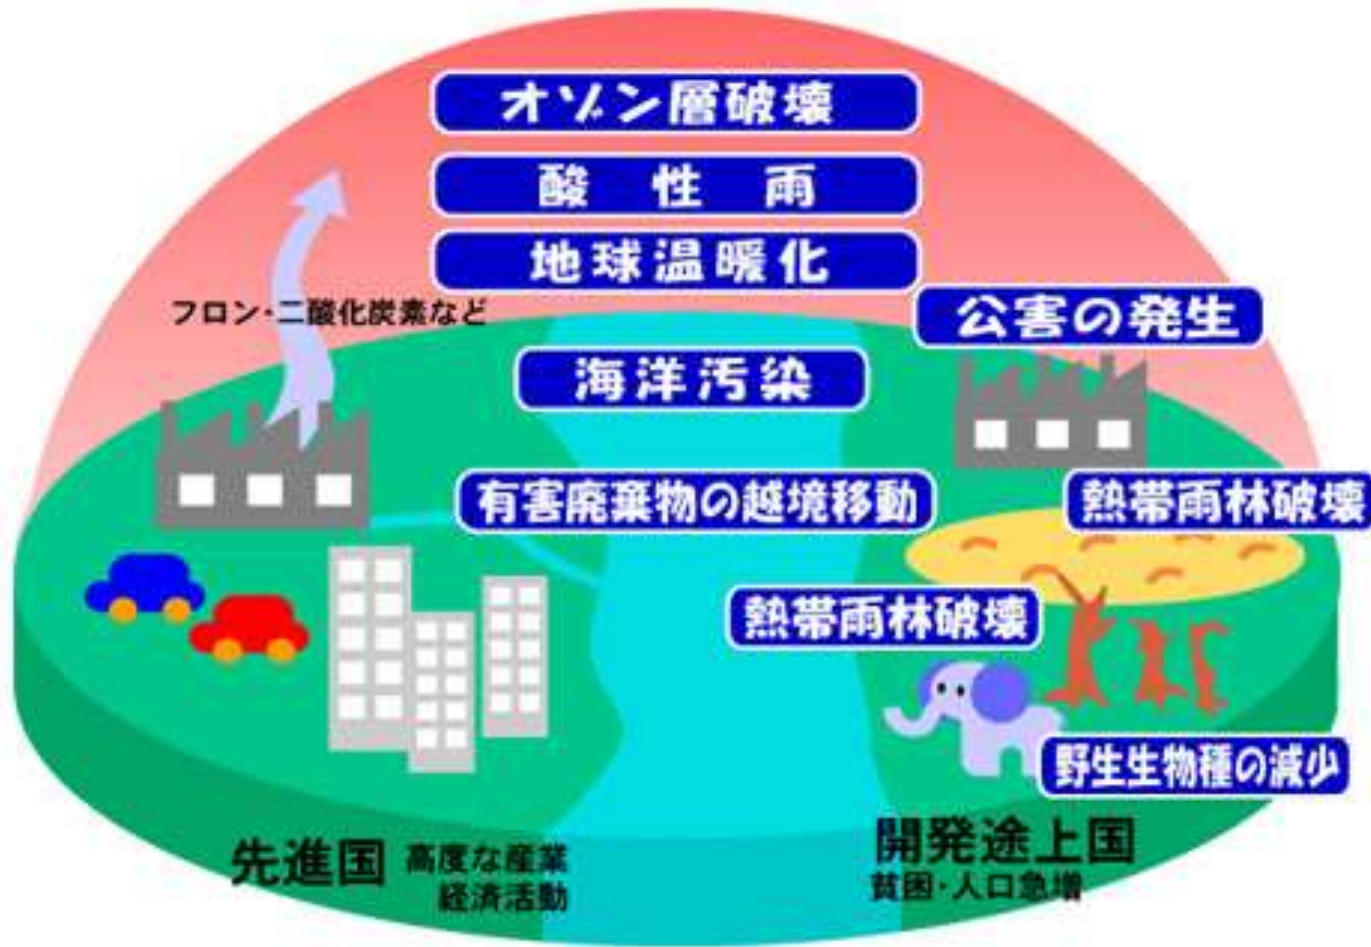 オゾン層破壊
酸性雨
地球温暖化
フロン・二酸化炭素など
公害の発生
海洋汚染
有害廃棄物の越境移動
熱帯雨林破壊
熱帯雨林破壊
野生生物種の減少
先進国
高度な産業
経済活動
開発途上国
貧困・人口急増